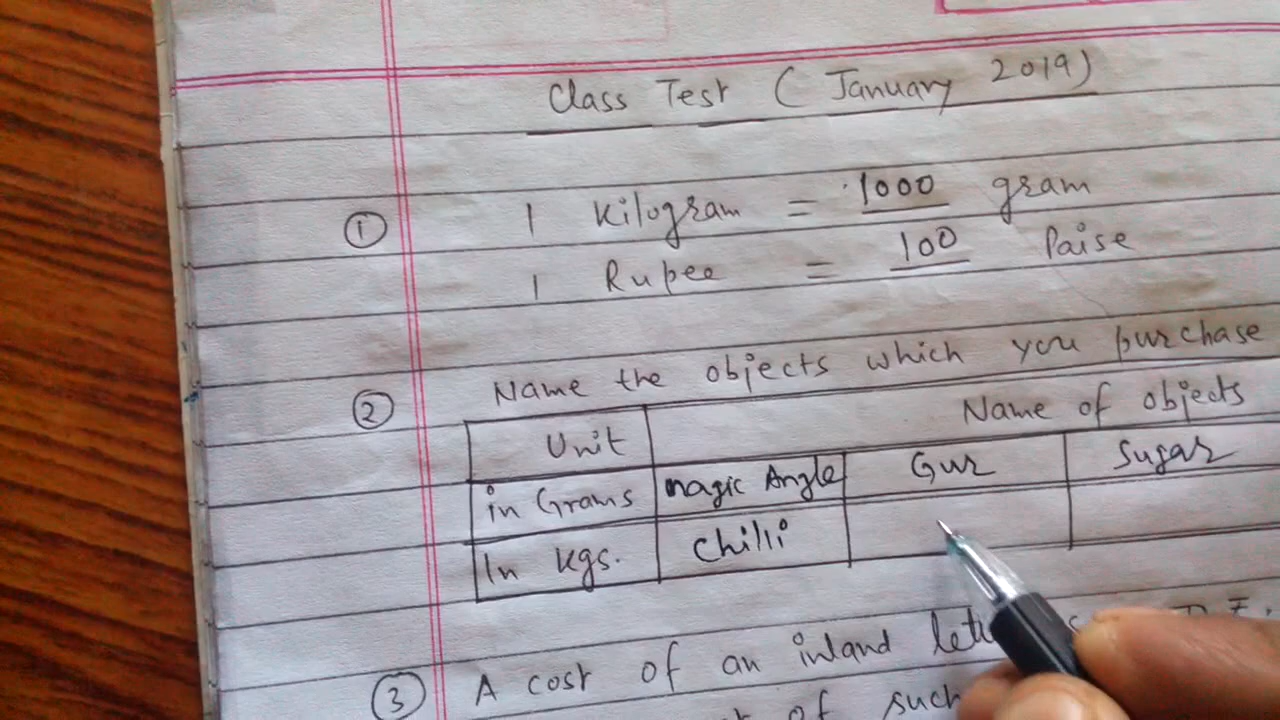 Class Test (January 2019)
① 1 Kilogram = 1000 gram
1 Rupee = 100 Paise
② Name the objects which you purchase
Unit Name of objects
in Grams magic Angle Gur Sugar
In Kgs. Chilli
③ A cost of an inland
of such